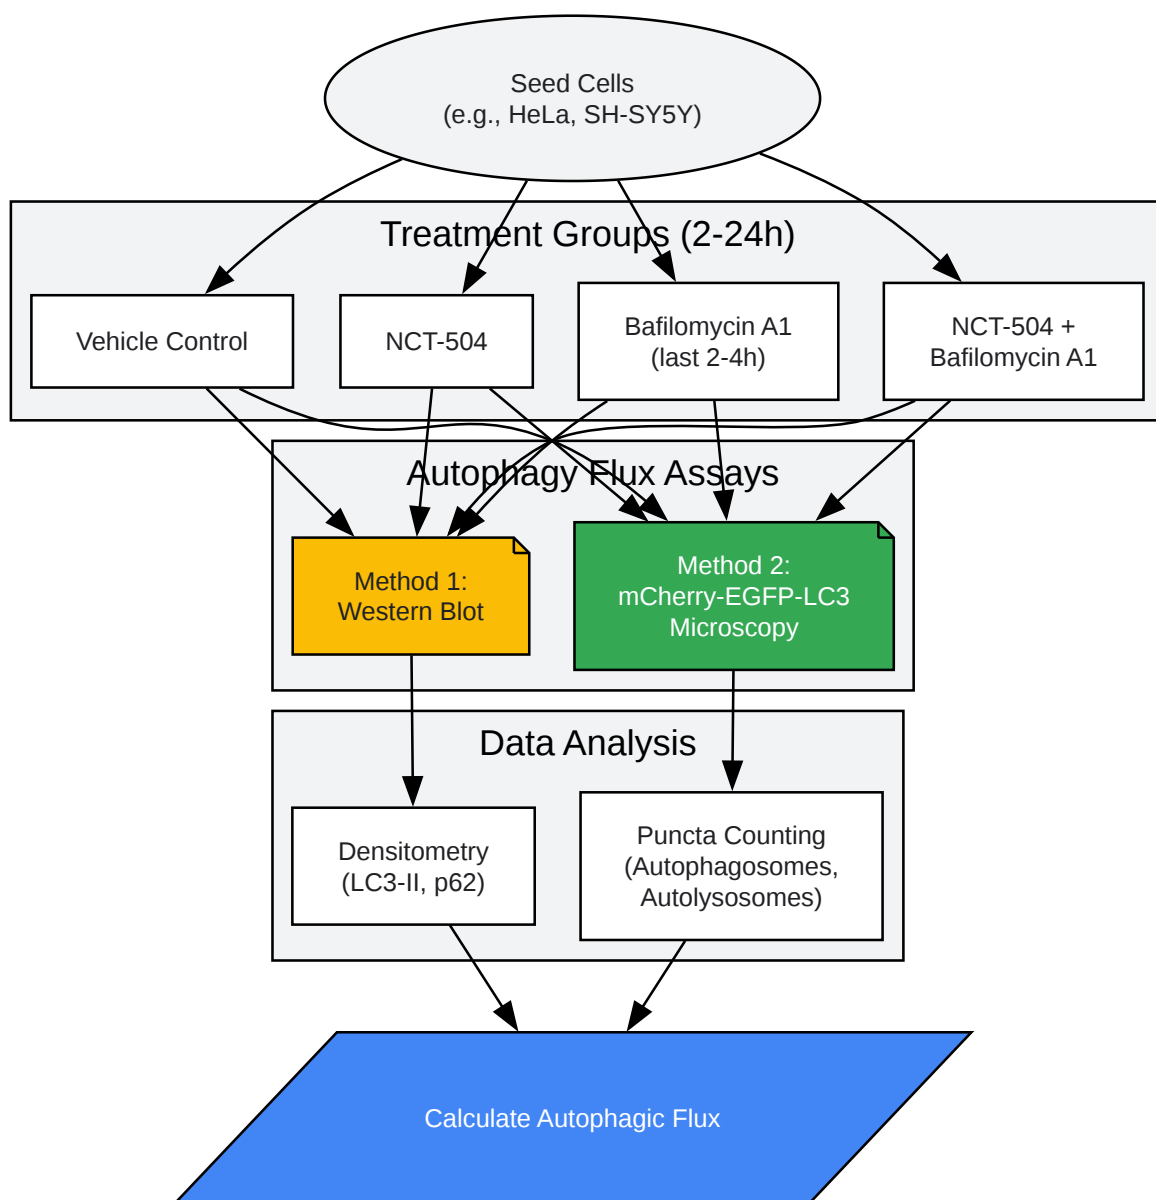 Seed Cells
(e.g., HeLa, SH-SY5Y)
Treatment Groups (2-24h)
Vehicle Control
NCT-504
Bafilomycin A1
(last 2-4h)
NCT-504 +
Bafilomycin A1
Autophagy Flux Assays
Method 1:
Western Blot
Method 2:
mCherry-EGFP-LC3
Microscopy
Data Analysis
Densitometry
(LC3-II, p62)
Puncta Counting
(Autophagosomes,
Autolysosomes)
Calculate Autophagic Flux